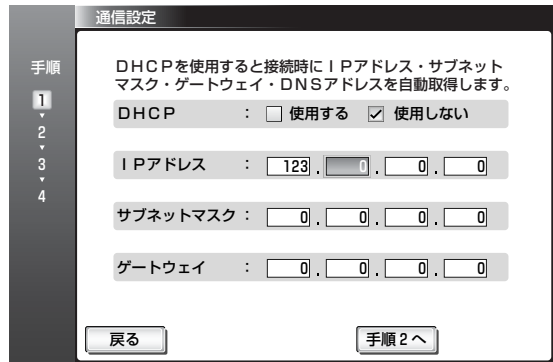 通信設定
手順
1
2
3
4
DHCPを使用すると接続時にIPアドレス・サブネット
マスク・ゲートウェイ・DNSアドレスを自動取得します。
DHCP : 使用する 使用しない
IPアドレス : 123 . 0 . 0 . 0
サブネットマスク : 0 . 0 . 0 . 0
ゲートウェイ : 0 . 0 . 0 . 0
戻る 手順2へ